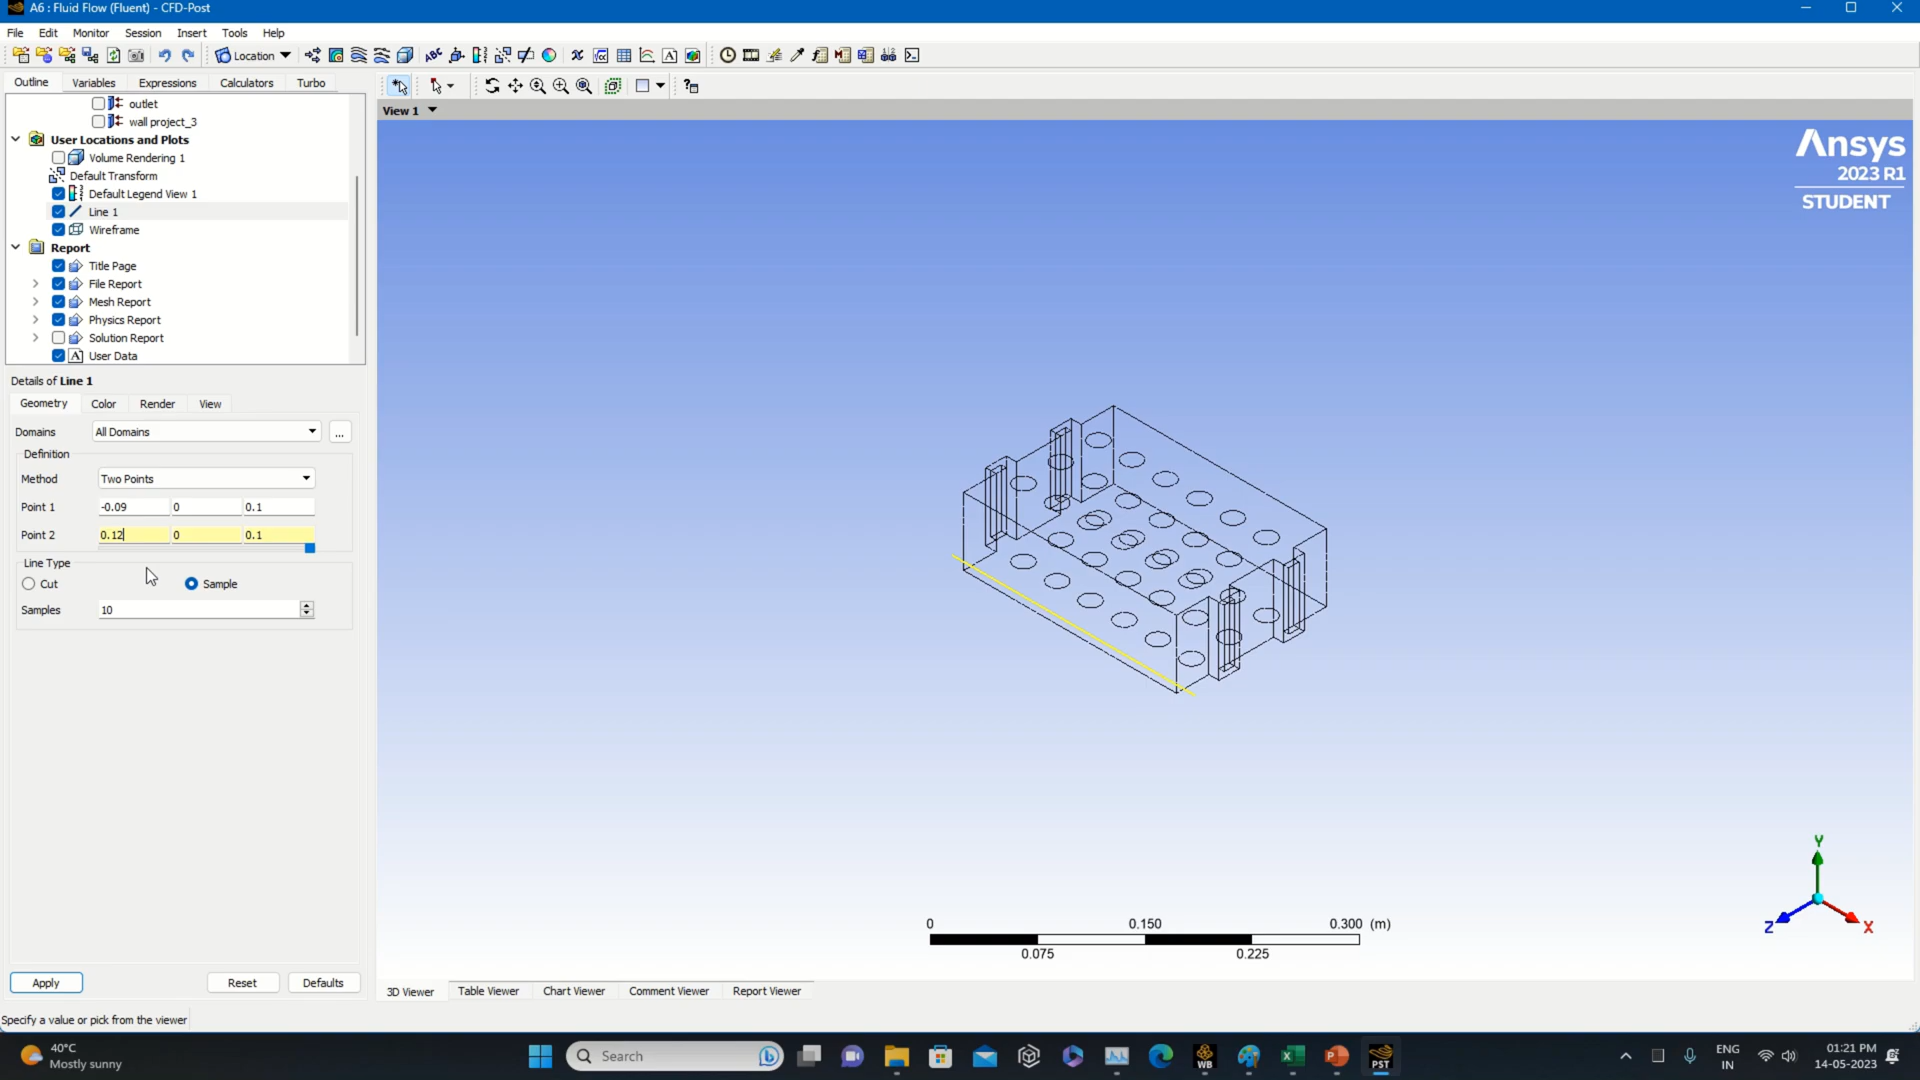 A6 : Fluid Flow (Fluent) - CFD-Post
File Edit Monitor Session Insert Tools Help
Location
Outline Variables Expressions Calculators Turbo
View 1
outlet
wall project_3
User Locations and Plots
Volume Rendering 1
Default Transform
Default Legend View 1
Line 1
Wireframe
Report
Title Page
File Report
Mesh Report
Physics Report
Solution Report
User Data
Details of Line 1
Geometry Color Render View
Domains All Domains ...
Definition
Method Two Points
Point 1 -0.09 0 0.1
Point 2 0.12 0 0.1
Line Type
Cut Sample
Samples 10
Apply Reset Defaults
Specify a value or pick from the viewer
Ansys
2023 R1
STUDENT
Y
Z X
0 0.150 0.300 (m)
0.075 0.225
3D Viewer Table Viewer Chart Viewer Comment Viewer Report Viewer
40°C
Mostly sunny
Search
WB
PST
ENG
IN
01:21 PM
14-05-2023